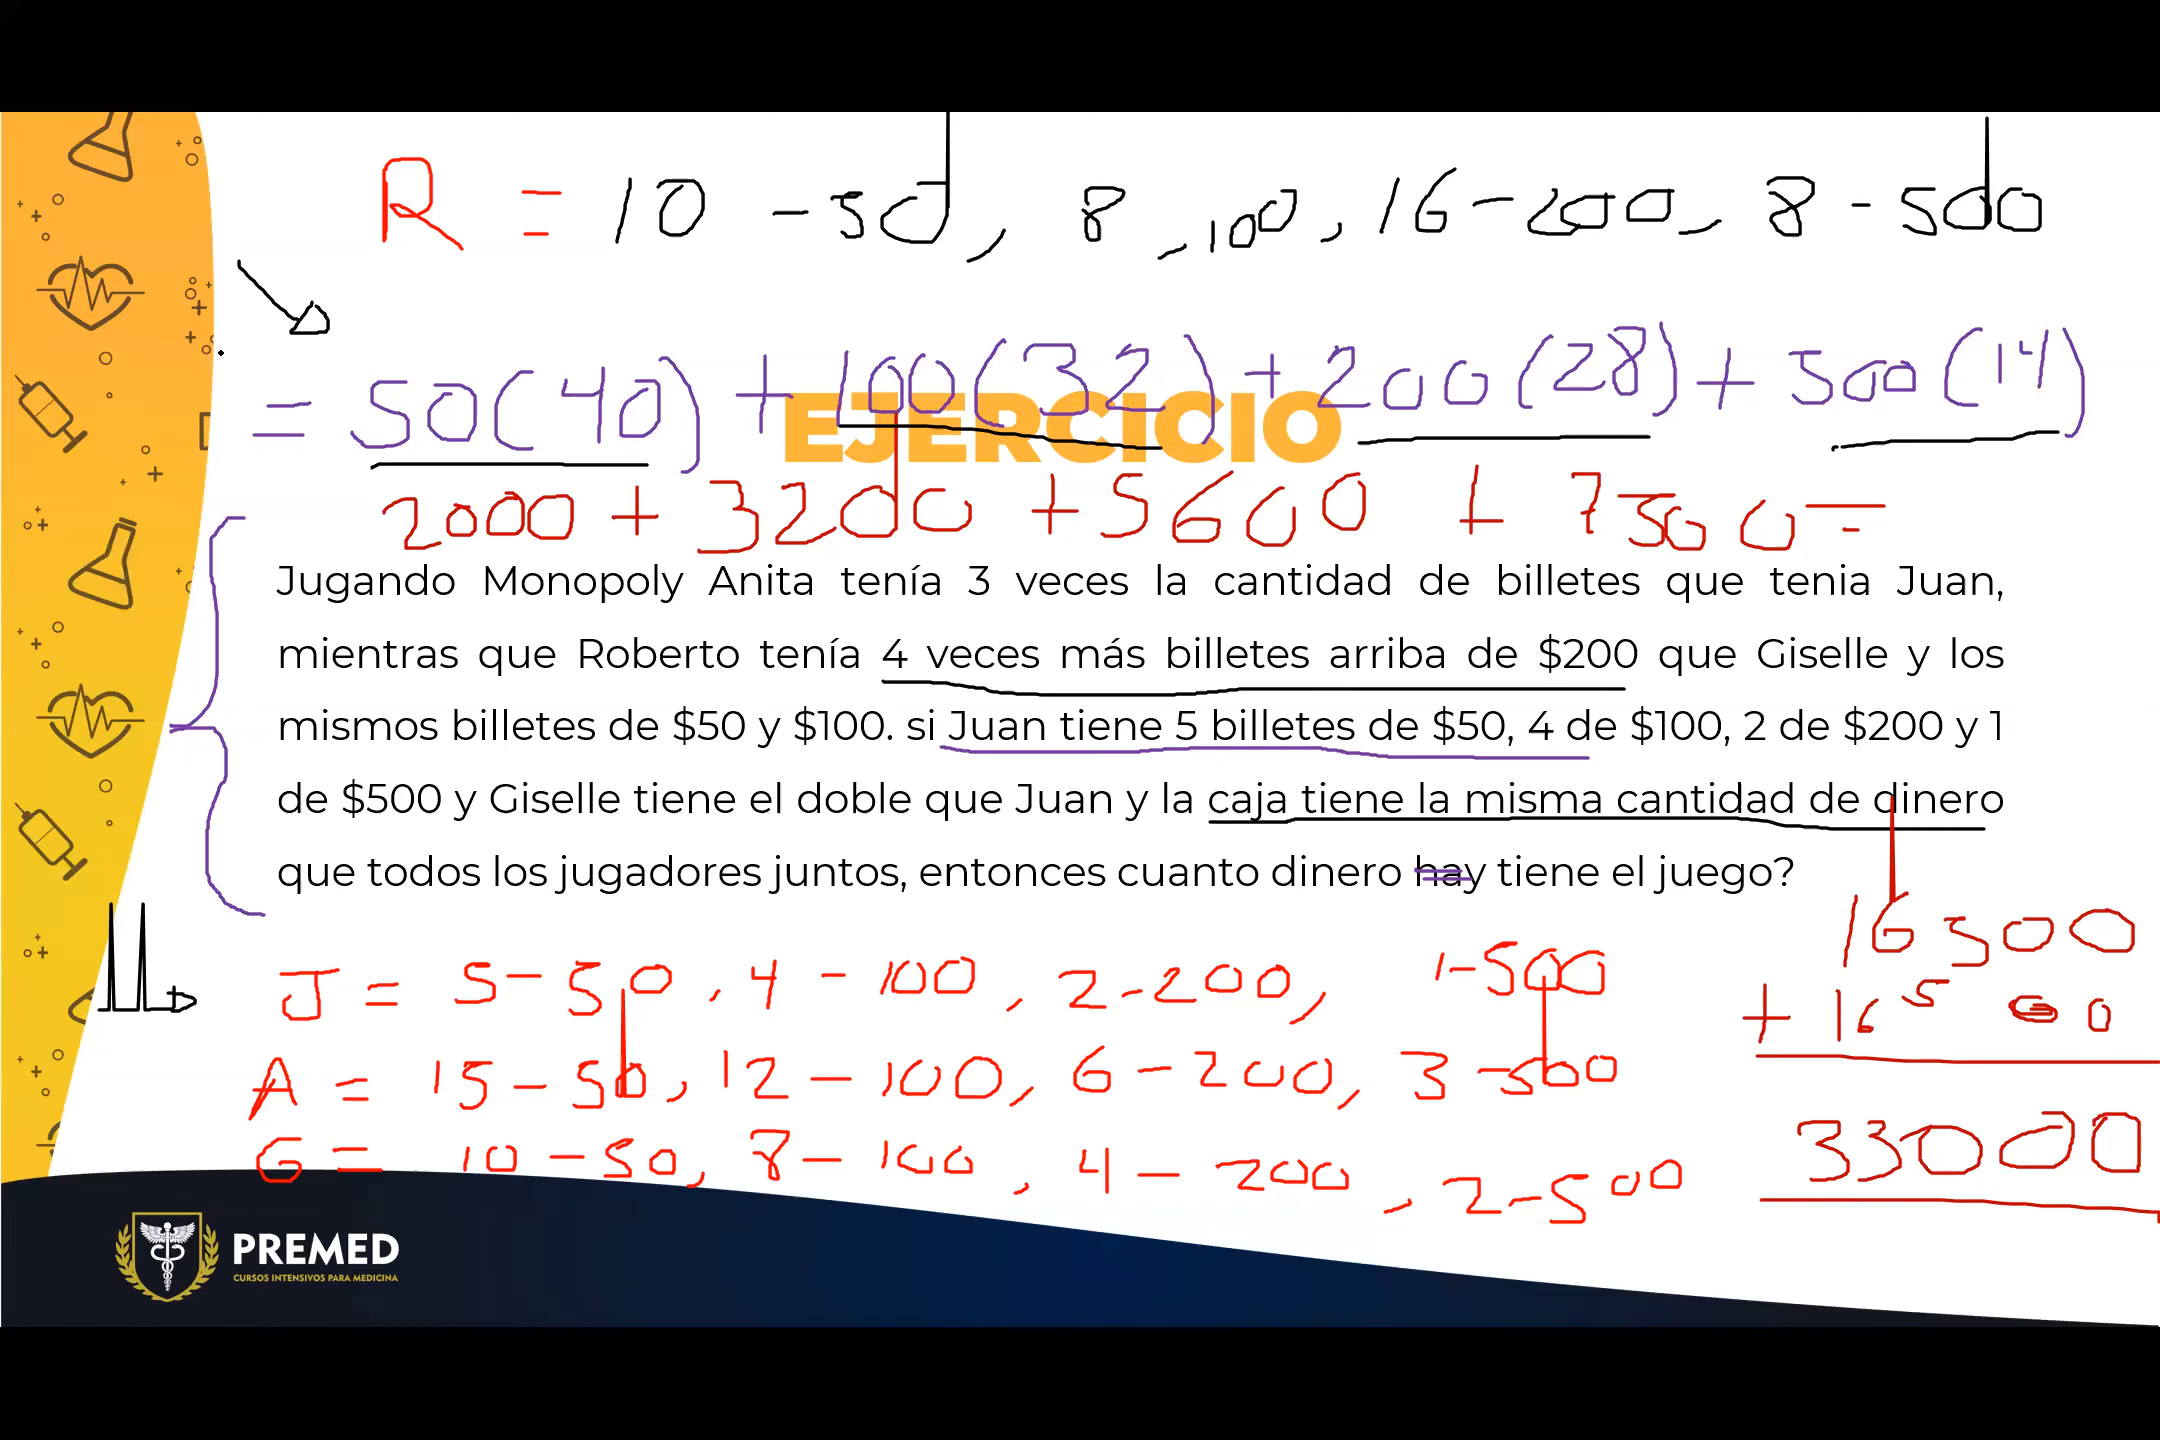 R = 10 - 50, 8, 100, 16 - 200, 8 - 500
= 50(40) + 100(32) + 200(28) + 500(14)
EJERCICIO
2000 + 3200 + 5600 + 7300 =
Jugando Monopoly Anita tenía 3 veces la cantidad de billetes que tenia Juan,
mientras que Roberto tenía 4 veces más billetes arriba de $200 que Giselle y los
mismos billetes de $50 y $100. si Juan tiene 5 billetes de $50, 4 de $100, 2 de $200 y 1
de $500 y Giselle tiene el doble que Juan y la caja tiene la misma cantidad de dinero
que todos los jugadores juntos, entonces cuanto dinero hay tiene el juego?
J = 5 - 50, 4 - 100, 2 - 200, 1 - 500
A = 15 - 50, 12 - 100, 6 - 200, 3 - 500
G = 10 - 50, 8 - 100, 4 - 200, 2 - 500
16500
+ 16500
33000
PREMED
CURSOS INTENSIVOS PARA MEDICINA